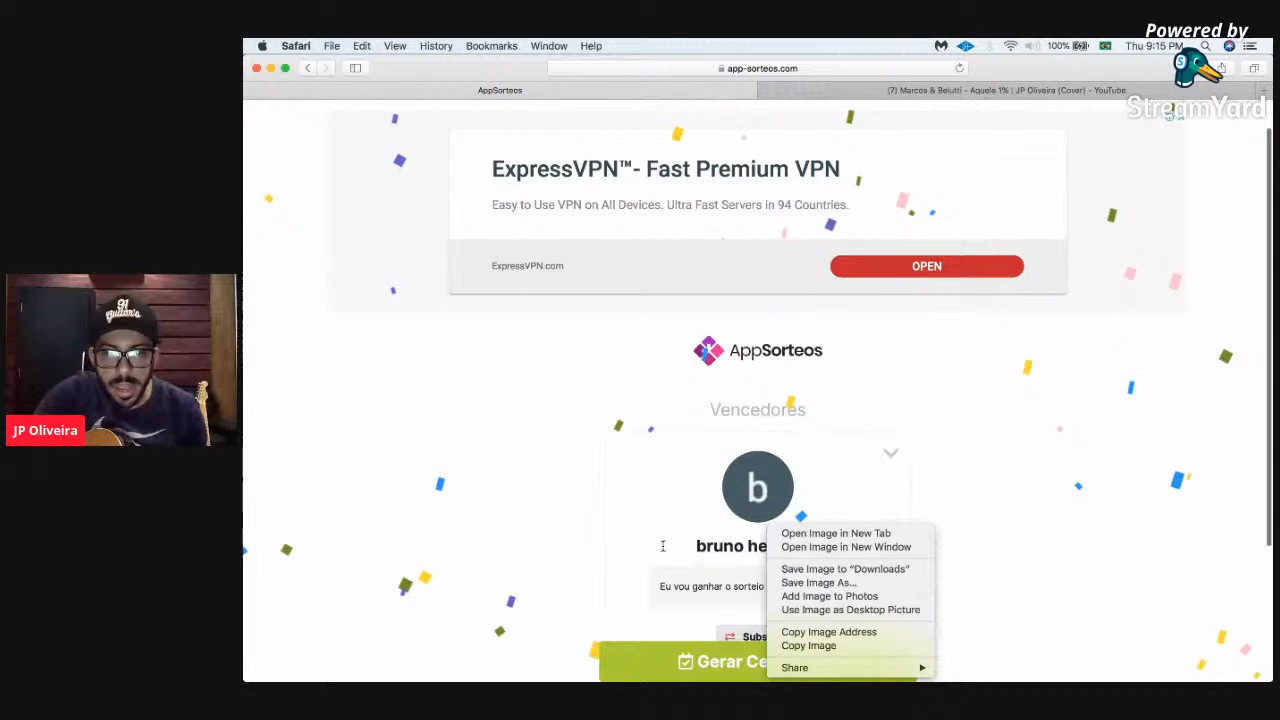 Powered by
StreamYard
Safari File Edit View History Bookmarks Window Help
100% Thu 9:15 PM
app-sorteos.com
AppSorteos
(7) Marcos & Belutti - Aquele 1% | JP Oliveira (Cover) - YouTube
ExpressVPN™- Fast Premium VPN
Easy to Use VPN on All Devices. Ultra Fast Servers in 94 Countries.
ExpressVPN.com
OPEN
AppSorteos
Vencedores
b
bruno he
Eu vou ganhar o sorteio
Subs
Gerar Ce
Open Image in New Tab
Open Image in New Window
Save Image to “Downloads”
Save Image As...
Add Image to Photos
Use Image as Desktop Picture
Copy Image Address
Copy Image
Share
JP Oliveira